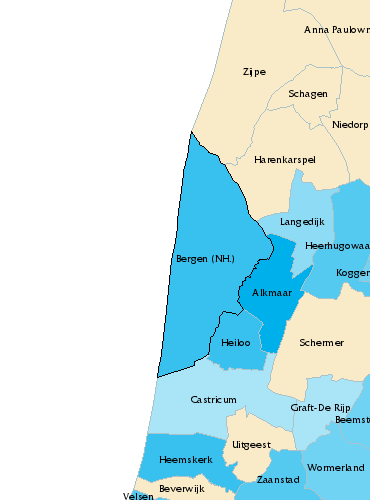 Anna Paulown
Zijpe
Schagen
Niedorp
Harenkarspel
Langedijk
Heerhugowaa
Bergen (NH.)
Koggen
Alkmaar
Heiloo
Schermer
Castricum
Graft-De Rijp
Beemst
Uitgeest
Heemskerk
Wormerland
Zaanstad
Beverwijk
Velsen